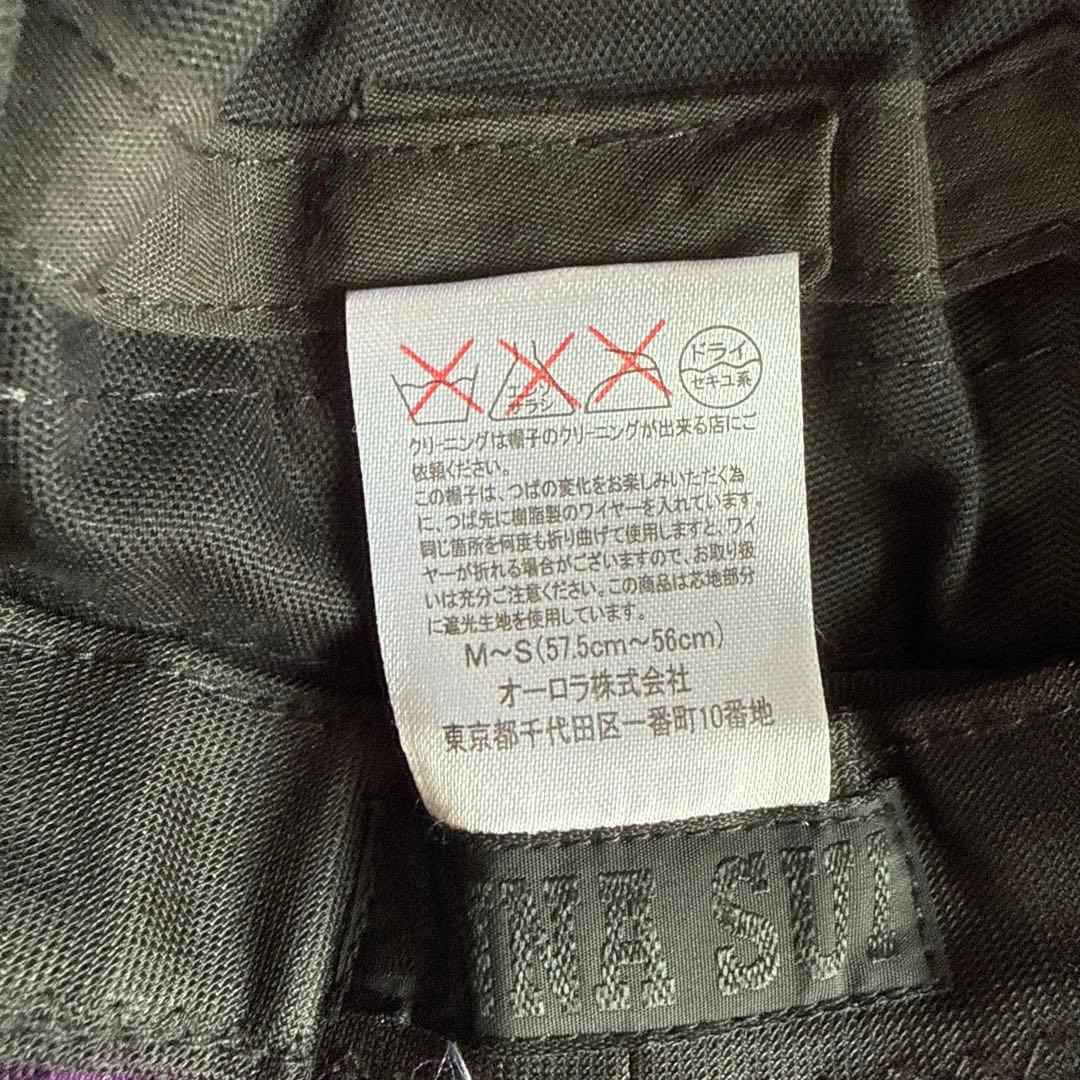 エンソ
サラシ
ドライ
セキユ系
クリーニングは帽子のクリーニングが出来る店にご
依頼ください。
この帽子は、つばの変化をお楽しみいただく為
に、つば先に樹脂製のワイヤーを入れています。
同じ箇所を何度も折り曲げて使用しますと、ワイ
ヤーが折れる場合がございますので、お取り扱
いは充分ご注意ください。この商品は芯地部分
に遮光生地を使用しています。
M～S(57.5cm～56cm)
オーロラ株式会社
東京都千代田区一番町10番地
NA SUI